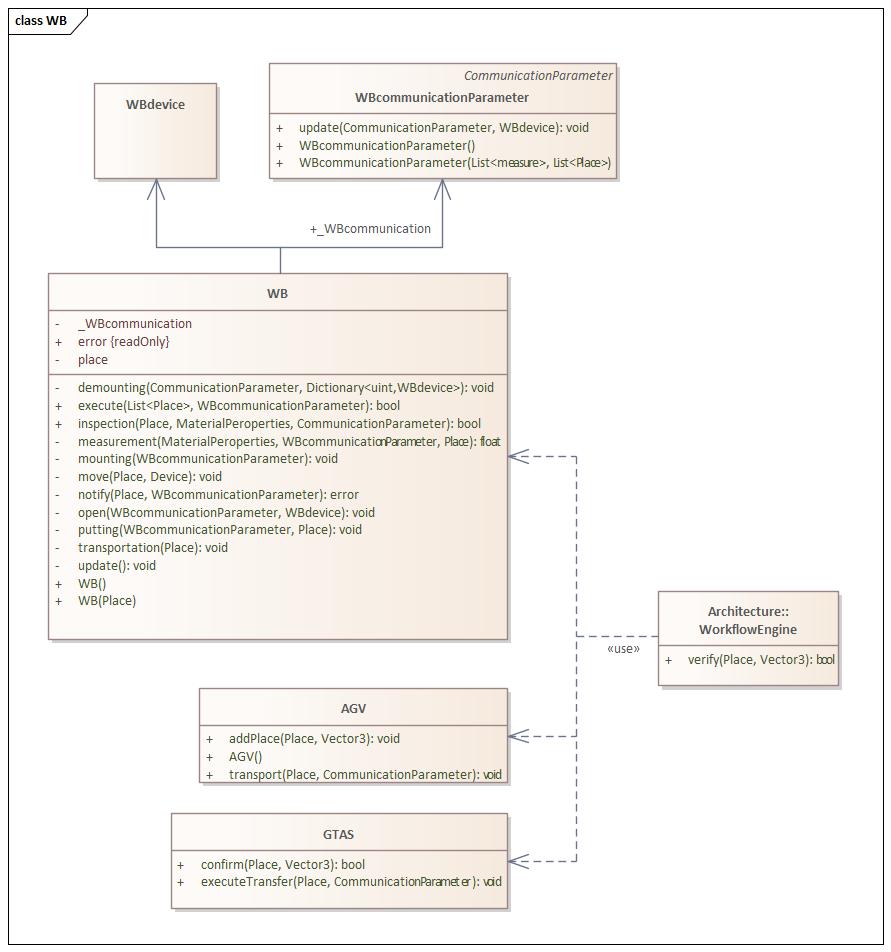 class WB
CommunicationParameter
WBdevice
WBcommunicationParameter
+ update(CommunicationParameter, WBdevice): void
+ WBcommunicationParameter()
+ WBcommunicationParameter(List<measure>, List<Place>)
+_WBcommunication
WB
- _WBcommunication
+ error {readOnly}
- place
- demounting(CommunicationParameter, Dictionary<uint,WBdevice>): void
+ execute(List<Place>, WBcommunicationParameter): bool
+ inspection(Place, MaterialProperties, CommunicationParameter): bool
- measurement(MaterialPeroperties, WBcommunicationParameter, Place): float
- mounting(WBcommunicationParameter): void
- move(Place, Device): void
- notify(Place, WBcommunicationParameter): error
- open(WBcommunicationParameter, WBdevice): void
- putting(WBcommunicationParameter, Place): void
- transportation(Place): void
- update(): void
+ WB()
+ WB(Place)
Architecture::
WorkflowEngine
+ verify(Place, Vector3): bool
«use»
AGV
+ addPlace(Place, Vector3): void
+ AGV()
+ transport(Place, CommunicationParameter): void
GTAS
+ confirm(Place, Vector3): bool
+ executeTransfer(Place, CommunicationParameter): void